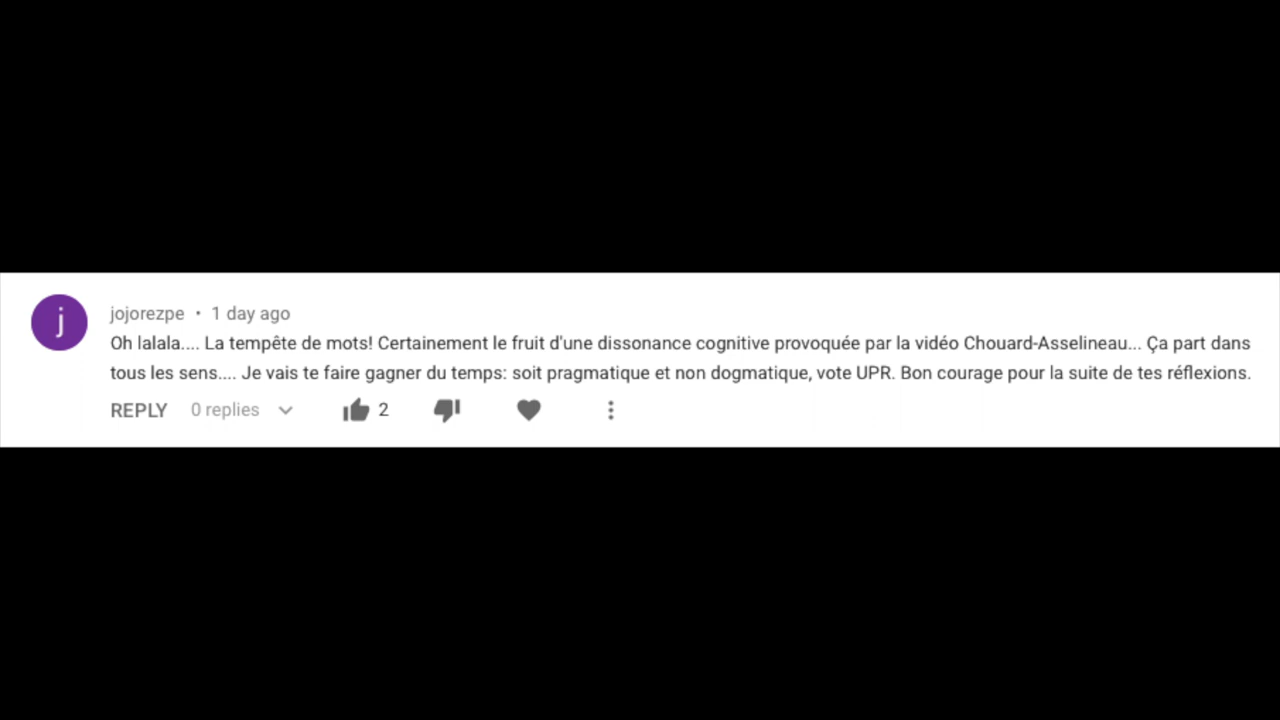 j
jojorezpe • 1 day ago
Oh lalala.... La tempête de mots! Certainement le fruit d'une dissonance cognitive provoquée par la vidéo Chouard-Asselineau... Ça part dans
tous les sens.... Je vais te faire gagner du temps: soit pragmatique et non dogmatique, vote UPR. Bon courage pour la suite de tes réflexions.
REPLY 0 replies 2